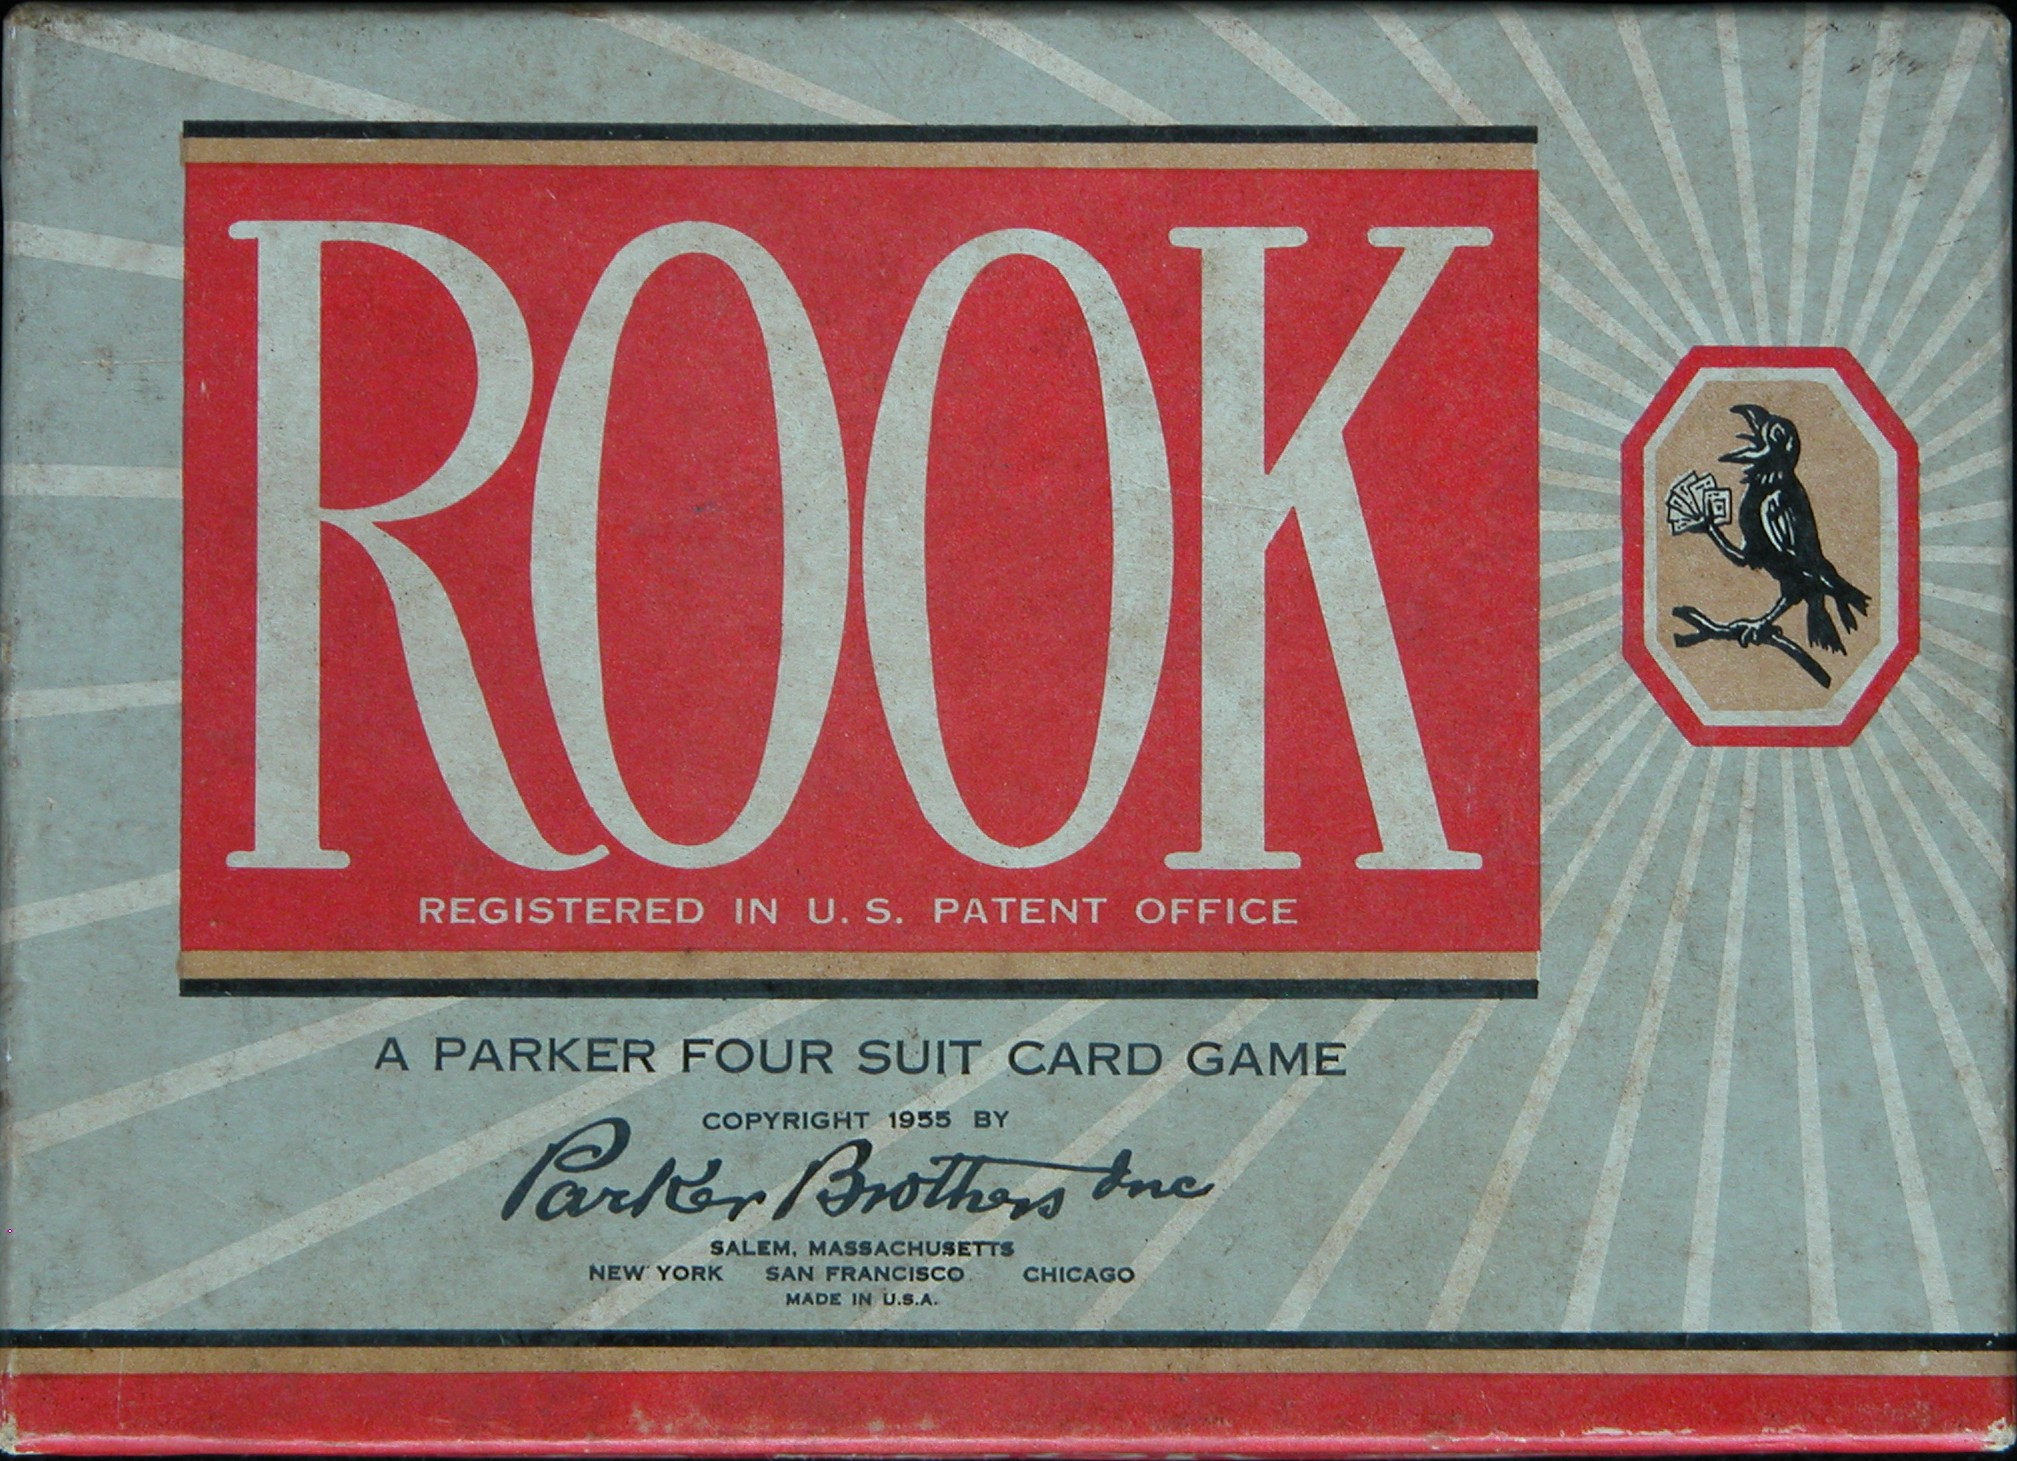 ROOK
REGISTERED IN U. S. PATENT OFFICE
A PARKER FOUR SUIT CARD GAME
COPYRIGHT 1955 BY
Parker Brothers Inc
SALEM, MASSACHUSETTS
NEW YORK SAN FRANCISCO CHICAGO
MADE IN U.S.A.